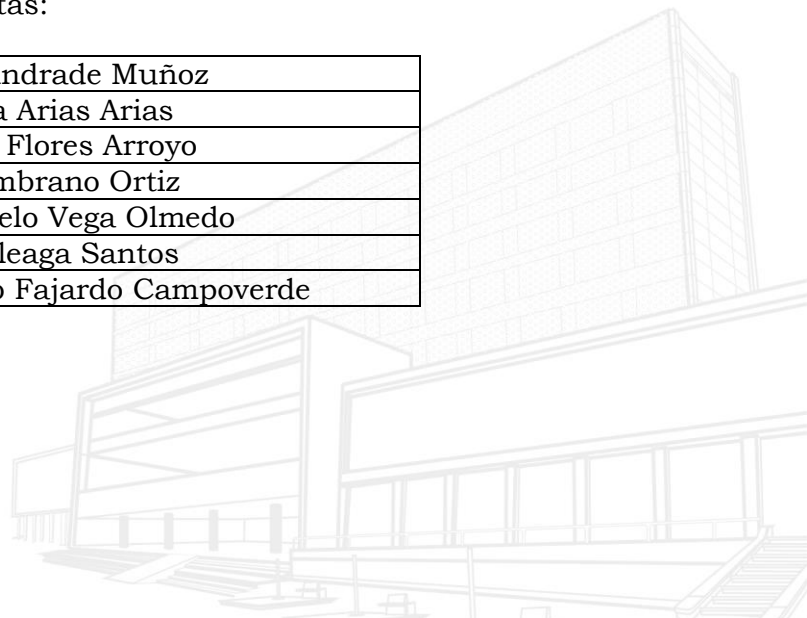 tas:
ndrade Muñoz
a Arias Arias
Flores Arroyo
mbrano Ortiz
elo Vega Olmedo
leaga Santos
o Fajardo Campoverde